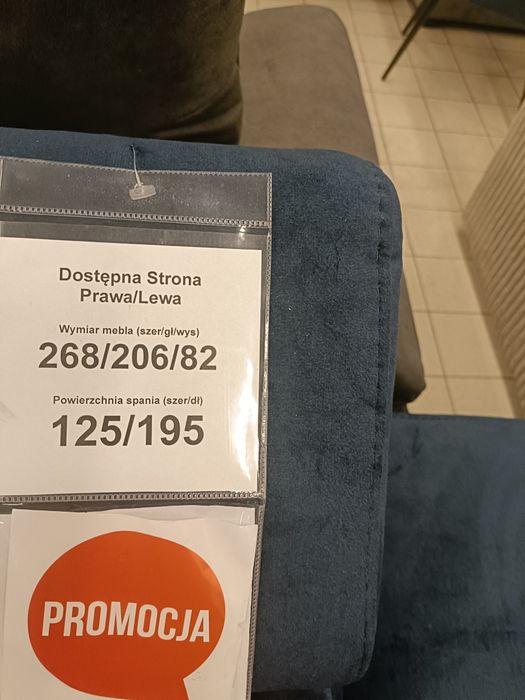 Dostępna Strona
Prawa/Lewa
Wymiar mebla (szer/gł/wys)
268/206/82
Powierzchnia spania (szer/dł)
125/195
PROMOCJA